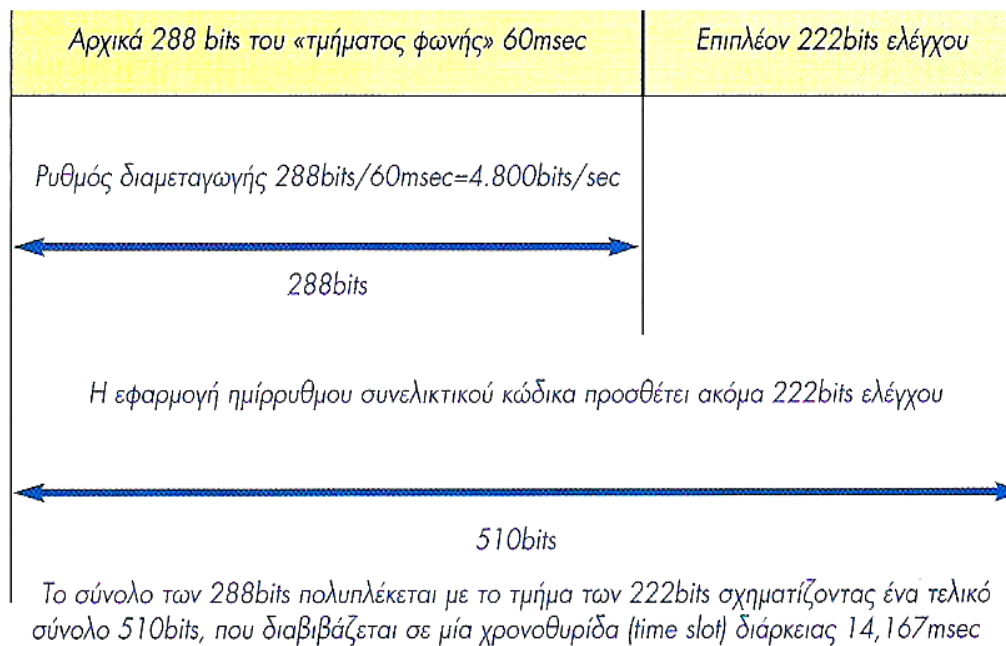 Αρχικά 288 bits του «τμήματος φωνής» 60msec
Επιπλέον 222bits ελέγχου
Ρυθμός διαμεταγωγής 288bits/60msec=4.800bits/sec
288bits
Η εφαρμογή ημίρρυθμου συνελικτικού κώδικα προσθέτει ακόμα 222bits ελέγχου
510bits
Το σύνολο των 288bits πολυπλέκεται με το τμήμα των 222bits σχηματίζοντας ένα τελικό
σύνολο 510bits, που διαβιβάζεται σε μία χρονοθυρίδα (time slot) διάρκειας 14,167msec